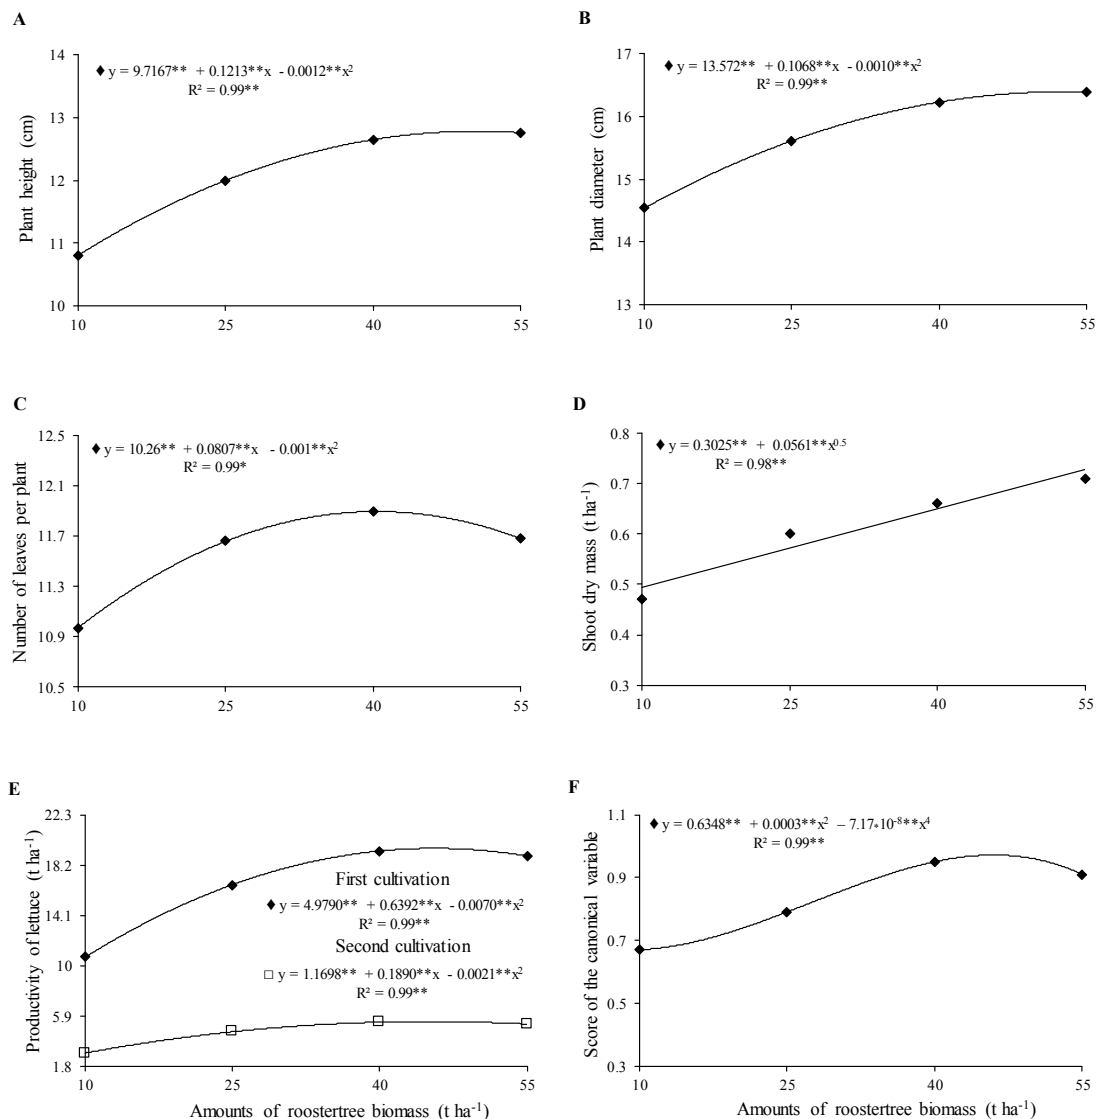 A
14
13
12
11
10
Plant height (cm)
◆ y = 9.7167** + 0.1213**x - 0.0012**x²
R² = 0.99**
10 25 40 55
B
17
16
15
14
13
Plant diameter (cm)
◆ y = 13.572** + 0.1068**x - 0.0010**x²
R² = 0.99**
10 25 40 55
C
12.5
12.1
11.7
11.3
10.9
10.5
Number of leaves per plant
◆ y = 10.26** + 0.0807**x - 0.001**x²
R² = 0.99*
10 25 40 55
D
0.8
0.7
0.6
0.5
0.4
0.3
Shoot dry mass (t ha⁻¹)
◆ y = 0.3025** + 0.0561**x⁰·⁵
R² = 0.98**
10 25 40 55
E
22.3
18.2
14.1
10
5.9
1.8
Productivity of lettuce (t ha⁻¹)
First cultivation
◆ y = 4.9790** + 0.6392**x - 0.0070**x²
R² = 0.99**
Second cultivation
□ y = 1.1698** + 0.1890**x - 0.0021**x²
R² = 0.99**
10 25 40 55
Amounts of roostertree biomass (t ha⁻¹)
F
1.1
0.9
0.7
0.5
0.3
Score of the canonical variable
◆ y = 0.6348** + 0.0003**x² – 7.17*10⁻⁸**x⁴
R² = 0.99**
10 25 40 55
Amounts of roostertree biomass (t ha⁻¹)